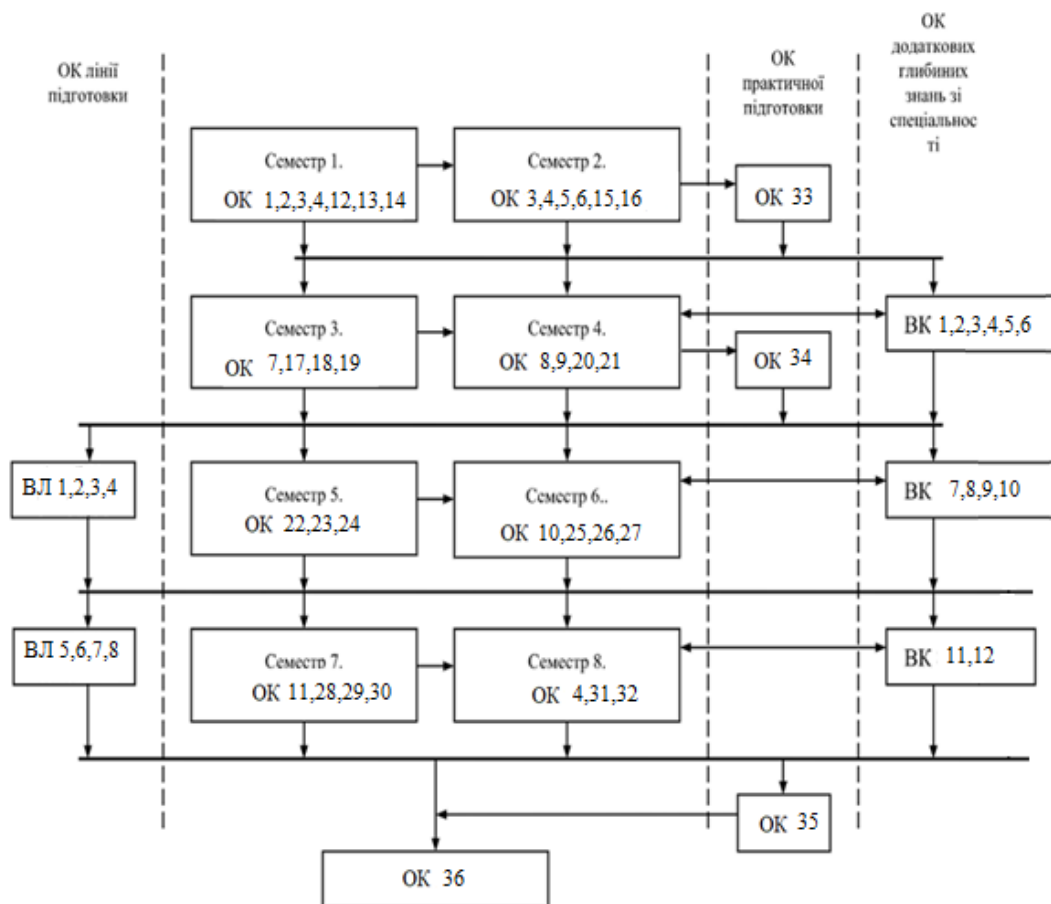 ОК лінії
підготовки
ОК
практичної
підготовки
ОК
додаткових
глибиних
знань зі
спеціальнос
ті
Семестр 1.
ОК 1,2,3,4,12,13,14
Семестр 2.
ОК 3,4,5,6,15,16
ОК 33
Семестр 3.
ОК 7,17,18,19
Семестр 4.
ОК 8,9,20,21
ОК 34
ВК 1,2,3,4,5,6
ВЛ 1,2,3,4
Семестр 5.
ОК 22,23,24
Семестр 6..
ОК 10,25,26,27
ВК 7,8,9,10
ВЛ 5,6,7,8
Семестр 7.
ОК 11,28,29,30
Семестр 8.
ОК 4,31,32
ВК 11,12
ОК 35
ОК 36